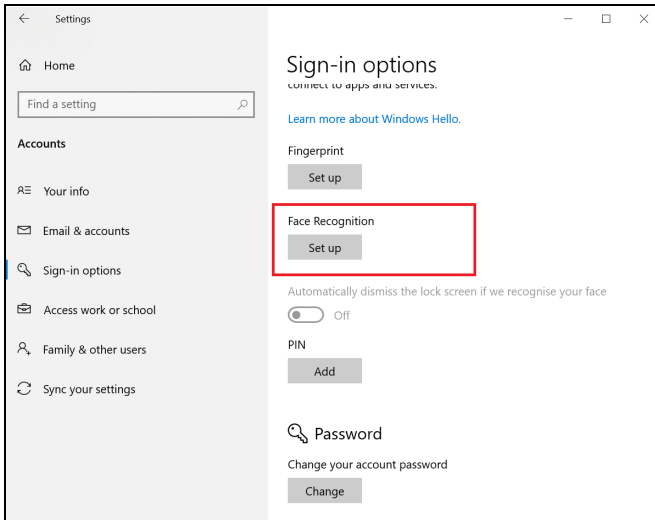 Settings
Home
Find a setting
Accounts
Your info
Email & accounts
Sign-in options
Access work or school
Family & other users
Sync your settings
Sign-in options
connect to apps and services.
Learn more about Windows Hello.
Fingerprint
Set up
Face Recognition
Set up
Automatically dismiss the lock screen if we recognise your face
Off
PIN
Add
Password
Change your account password
Change